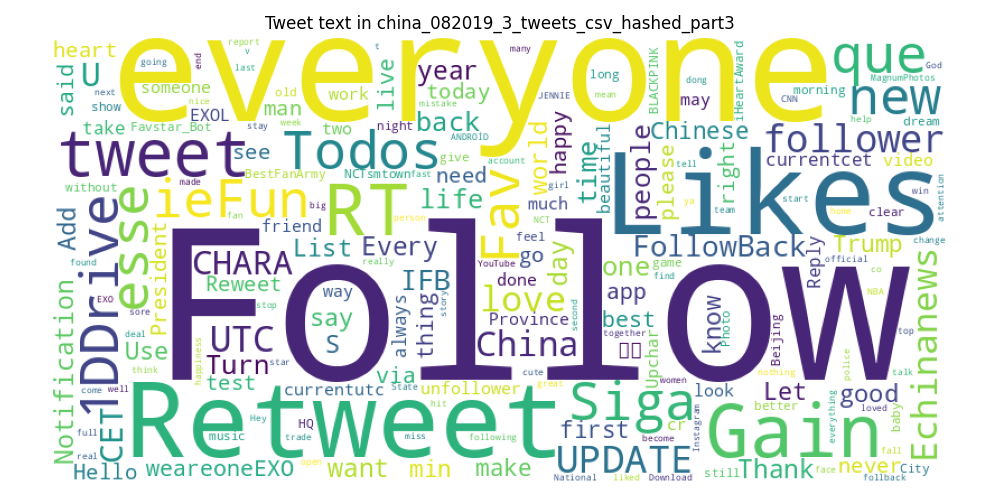 Tweet text in china_082019_3_tweets_csv_hashed_part3
everyone
Follow
Likes
Retweet
Gain
tweet
Todos
RT
ieFun
esse
1DDrive
Fav
Siga
UPDATE
que
new
follower
FollowBack
Echinanews
China
love
CHARA
UTC
Turn
IFB
List
Every
life
back
year
today
live
heart
U
said
someone
EXOL
work
man
old
take
Favstar_Bot
show
next
going
end
report
v
last
nice
stay
week
two
night
mistake
ANDROID
t
many
JENNIE
long
mean
dong
BLACKPINK
may
iHeartAward
CNN
morning
MagnumPhotos
God
help
dream
see
BestFanArmy
NCTsmtown
fast
give
account
need
without
made
fan
big
friend
person
much
girl
NCT
feel
go
world
happy
time
beautiful
people
please
Chinese
right
tell
ya
team
start
home
currentcet
video
win
clear
attention
change
Add
Notification
President
found
EXO
sore
deal
Use
think
come
well
CET
full
real
Hello
weareoneEXO
Reweet
stop
way
say
S
really
always
thing
story
YouTube
done
Province
second
day
one
game
find
app
best
together
know
Photo
Reply
Trump
official
co
NBA
Beijing
Upchar
top
talk
police
nothing
happiness
star
test
currentutc
State
via
unfollower
cute
great
hit
music
Hey
HQ
trade
miss
following
open
want
min
make
first
cr
women
look
become
Instagram
still
National
liked
Download
Let
better
good
loved
baby
everything
fall
Thank
face
never
City
follback